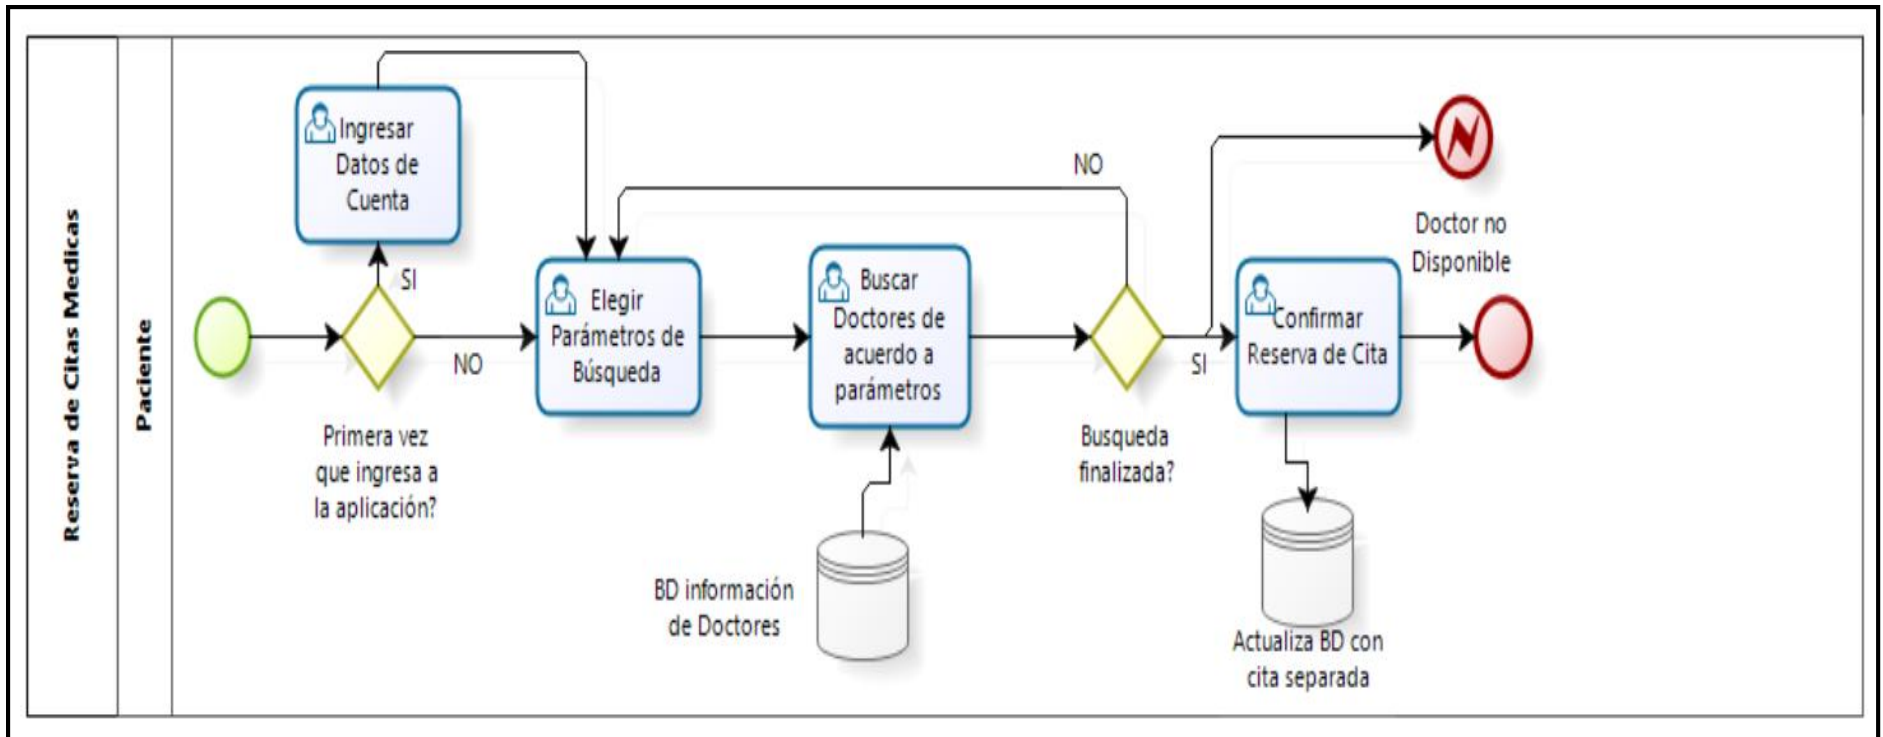 Reserva de Citas Medicas
Paciente
Ingresar
Datos de
Cuenta
SI
NO
Primera vez
que ingresa a
la aplicación?
Elegir
Parámetros de
Búsqueda
Buscar
Doctores de
acuerdo a
parámetros
BD información
de Doctores
NO
SI
Busqueda
finalizada?
Doctor no
Disponible
Confirmar
Reserva de Cita
Actualiza BD con
cita separada